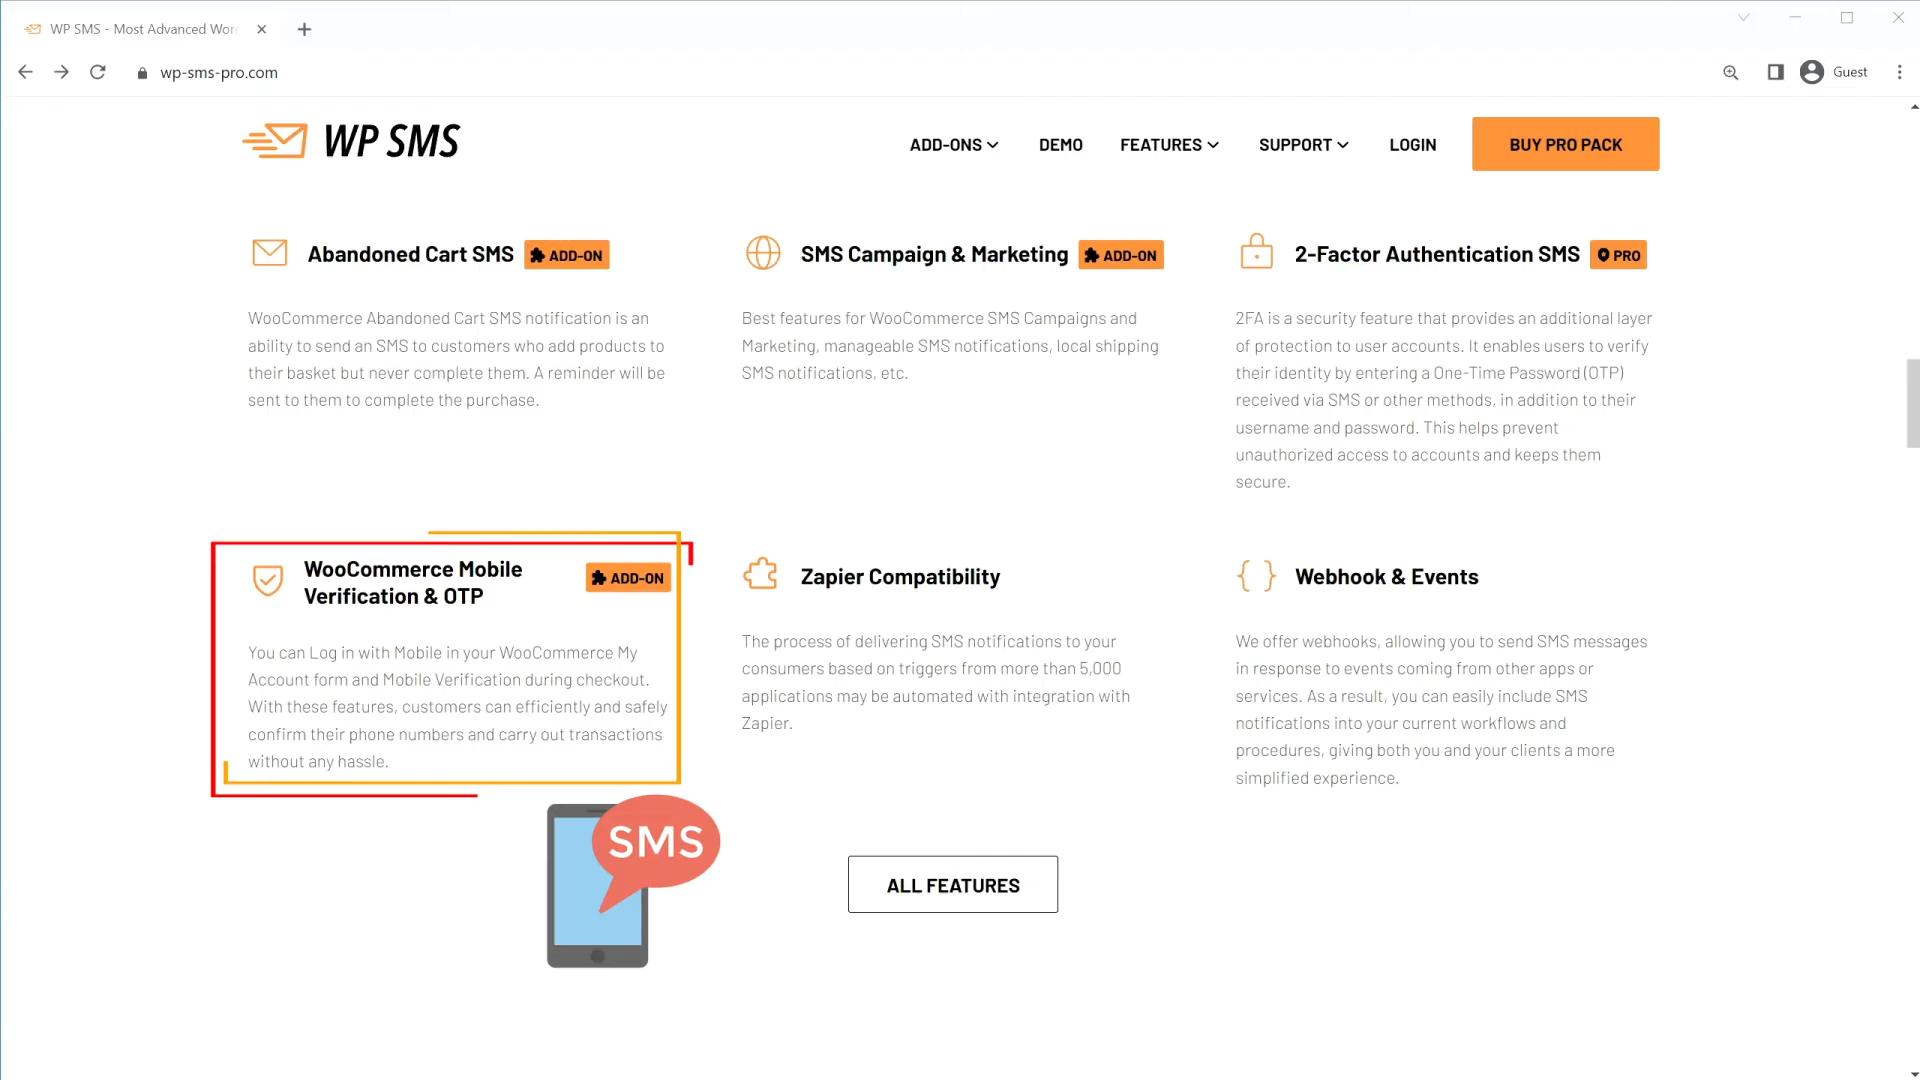 WP SMS - Most Advanced Wor
wp-sms-pro.com
Guest
WP SMS
ADD-ONS
DEMO
FEATURES
SUPPORT
LOGIN
BUY PRO PACK
Abandoned Cart SMS
ADD-ON
WooCommerce Abandoned Cart SMS notification is an
ability to send an SMS to customers who add products to
their basket but never complete them. A reminder will be
sent to them to complete the purchase.
SMS Campaign & Marketing
ADD-ON
Best features for WooCommerce SMS Campaigns and
Marketing, manageable SMS notifications, local shipping
SMS notifications, etc.
2-Factor Authentication SMS
PRO
2FA is a security feature that provides an additional layer
of protection to user accounts. It enables users to verify
their identity by entering a One-Time Password (OTP)
received via SMS or other methods, in addition to their
username and password. This helps prevent
unauthorized access to accounts and keeps them
secure.
WooCommerce Mobile
Verification & OTP
ADD-ON
You can Log in with Mobile in your WooCommerce My
Account form and Mobile Verification during checkout.
With these features, customers can efficiently and safely
confirm their phone numbers and carry out transactions
without any hassle.
Zapier Compatibility
The process of delivering SMS notifications to your
consumers based on triggers from more than 5,000
applications may be automated with integration with
Zapier.
Webhook & Events
We offer webhooks, allowing you to send SMS messages
in response to events coming from other apps or
services. As a result, you can easily include SMS
notifications into your current workflows and
procedures, giving both you and your clients a more
simplified experience.
SMS
ALL FEATURES